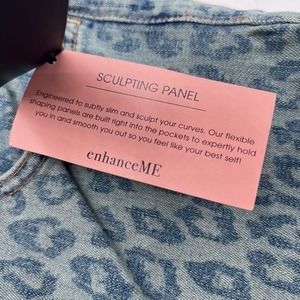 SCULPTING PANEL
Engineered to subtly slim and sculpt your curves. Our flexible
shaping panels are built right into the pockets to expertly hold
you in and smooth you out so you feel like your best self!
enhanceME